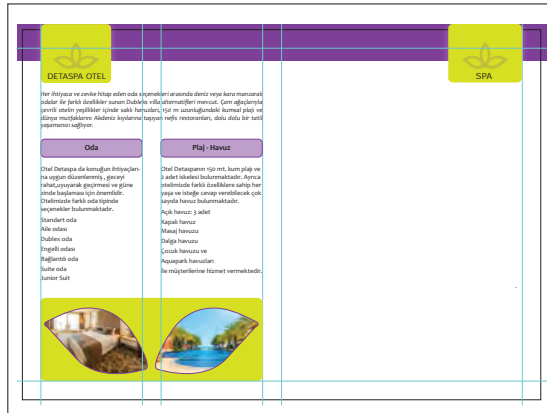 DETASPA OTEL
SPA
Her ihtiyaca ve zevke hitap eden oda seçenekleri arasında deniz veya kara manzaralı
odalar ile farklı özellikler sunan Dubleks villa alternatifleri mevcut. Çam ağaçlarıyla
çevrili otelin yeşillikler içinde saklı havuzları, 150 m uzunluğundaki kumsal plajı ve
dünya mutfaklarını Akdeniz kıyılarına taşıyan nefis restoranları, dolu dolu bir tatil
yaşamanızı sağlıyor.
Oda
Otel Detaspa da konuğun ihtiyaçları-
na uygun düzenlenmiş , geceyi
rahat,uyuyarak geçirmesi ve güne
zinde başlaması için önemlidir.
Otelimizde farklı oda tipinde
seçenekler bulunmaktadır.
Standart oda
Aile odası
Dublex oda
Engelli odası
Bağlantılı oda
Suite oda
Junior Suit
Plaj - Havuz
Otel Detaspanın 150 mt. kum plajı ve
2 adet iskelesi bulunmaktadır. Ayrıca
otelimizde farklı özelliklere sahip her
yaşa ve isteğe cevap verebilecek çok
sayıda havuz bulunmaktadır.
Açık havuz: 3 adet
Kapalı havuz
Masaj havuzu
Dalga havuzu
Çocuk havuzu ve
Aquapark havuzları
ile müşterilerine hizmet vermektedir.